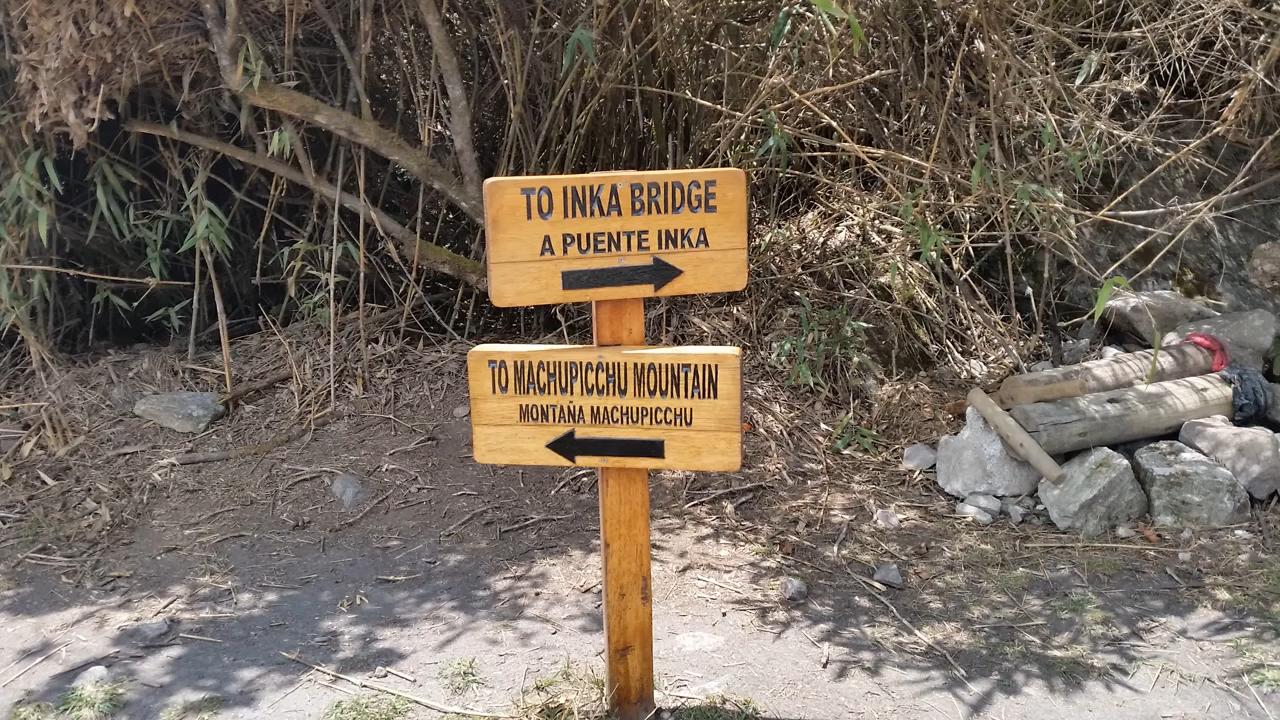 TO INKA BRIDGE
A PUENTE INKA
TO MACHUPICCHU MOUNTAIN
MONTAÑA MACHUPICCHU